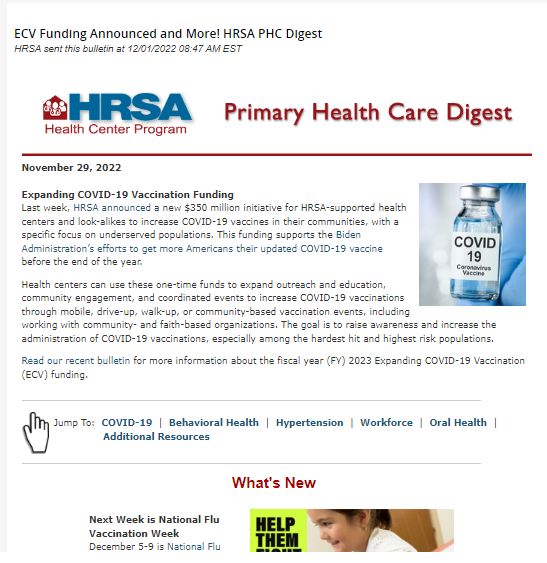 ECV Funding Announced and More! HRSA PHC Digest
HRSA sent this bulletin at 12/01/2022 08:47 AM EST
HRSA
Health Center Program
Primary Health Care Digest
November 29, 2022
Expanding COVID-19 Vaccination Funding
Last week, HRSA announced a new $350 million initiative for HRSA-supported health
centers and look-alikes to increase COVID-19 vaccines in their communities, with a
specific focus on underserved populations. This funding supports the Biden
Administration's efforts to get more Americans their updated COVID-19 vaccine
before the end of the year.
COVID
19
Coronavirus
Vaccine
Health centers can use these one-time funds to expand outreach and education,
community engagement, and coordinated events to increase COVID-19 vaccinations
through mobile, drive-up, walk-up, or community-based vaccination events, including
working with community- and faith-based organizations. The goal is to raise awareness and increase the
administration of COVID-19 vaccinations, especially among the hardest hit and highest risk populations.
Read our recent bulletin for more information about the fiscal year (FY) 2023 Expanding COVID-19 Vaccination
(ECV) funding.
Jump To: COVID-19 | Behavioral Health | Hypertension | Workforce | Oral Health |
Additional Resources
What's New
Next Week is National Flu
Vaccination Week
December 5-9 is National Flu
HELP
THEM
FIGHT